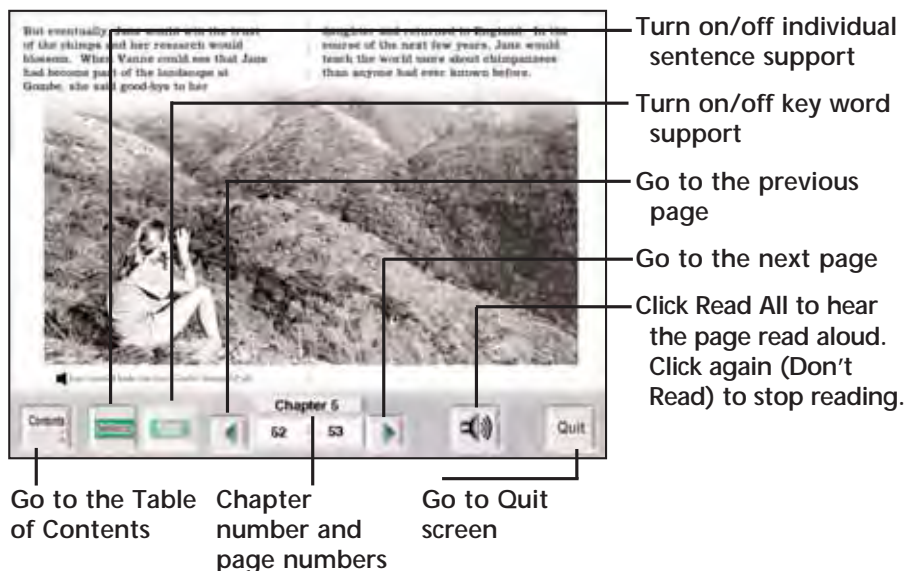 But eventually, Jane would win the trust
of the chimps and her research would
blossom. When Vanne could see that Jane
had become part of the landscape at
Gombe, she said good-bye to her
daughter and returned to England. In the
course of the next few years, Jane would
teach the world more about chimpanzees
than anyone had ever known before.
Contents
Chapter 5
52 53
Quit
Turn on/off individual
sentence support
Turn on/off key word
support
Go to the previous
page
Go to the next page
Click Read All to hear
the page read aloud.
Click again (Don't
Read) to stop reading.
Go to the Table
of Contents
Chapter
number and
page numbers
Go to Quit
screen